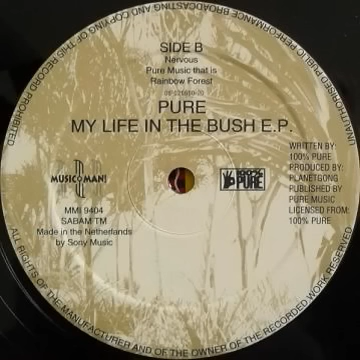 SIDE B
Nervous
Pure Music that is
Rainbow Forest
PURE
MY LIFE IN THE BUSH E.P.
MUSIC MAN!
MMI 9404
SABAM TM
Made in the Netherlands
by Sony Music
100% PURE
WRITTEN BY:
100% PURE
PRODUCED BY:
PLANETGONG
PUBLISHED BY
PURE MUSIC
LICENSED FROM:
100% PURE
ALL RIGHTS OF THE MANUFACTURER AND OF THE OWNER OF THE RECORDED WORK RESERVED
UNAUTHORISED PUBLIC PERFORMANCE BROADCASTING AND COPYING OF THIS RECORD PROHIBITED